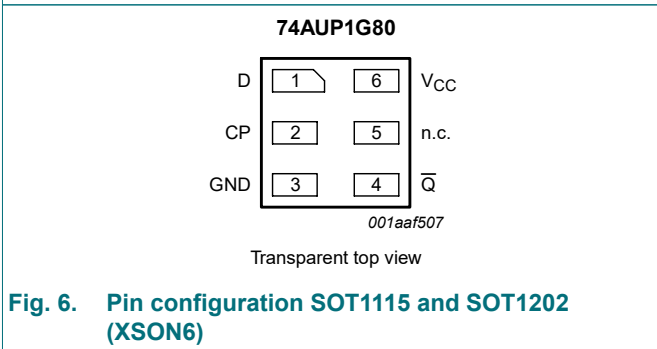 74AUP1G80
D 1 6 VCC
CP 2 5 n.c.
GND 3 4 Q̅
001aaf507
Transparent top view
Fig. 6. Pin configuration SOT1115 and SOT1202
(XSON6)